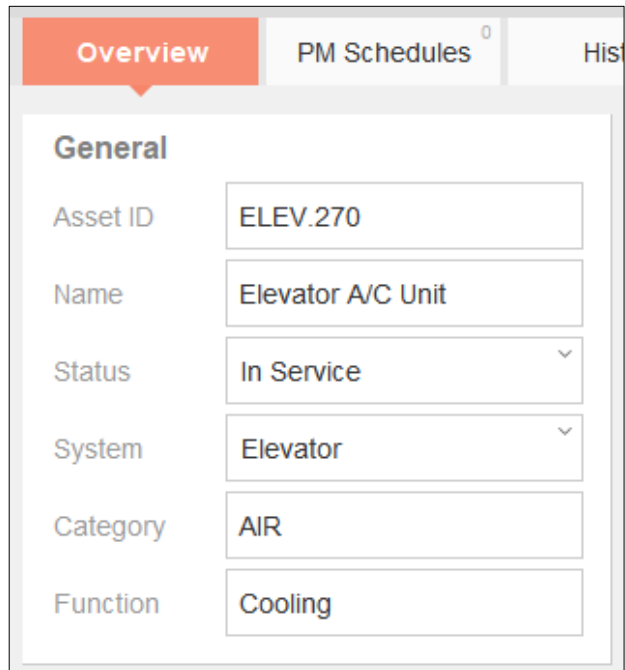 Overview PM Schedules 0 Hist
General
Asset ID ELEV.270
Name Elevator A/C Unit
Status In Service
System Elevator
Category AIR
Function Cooling